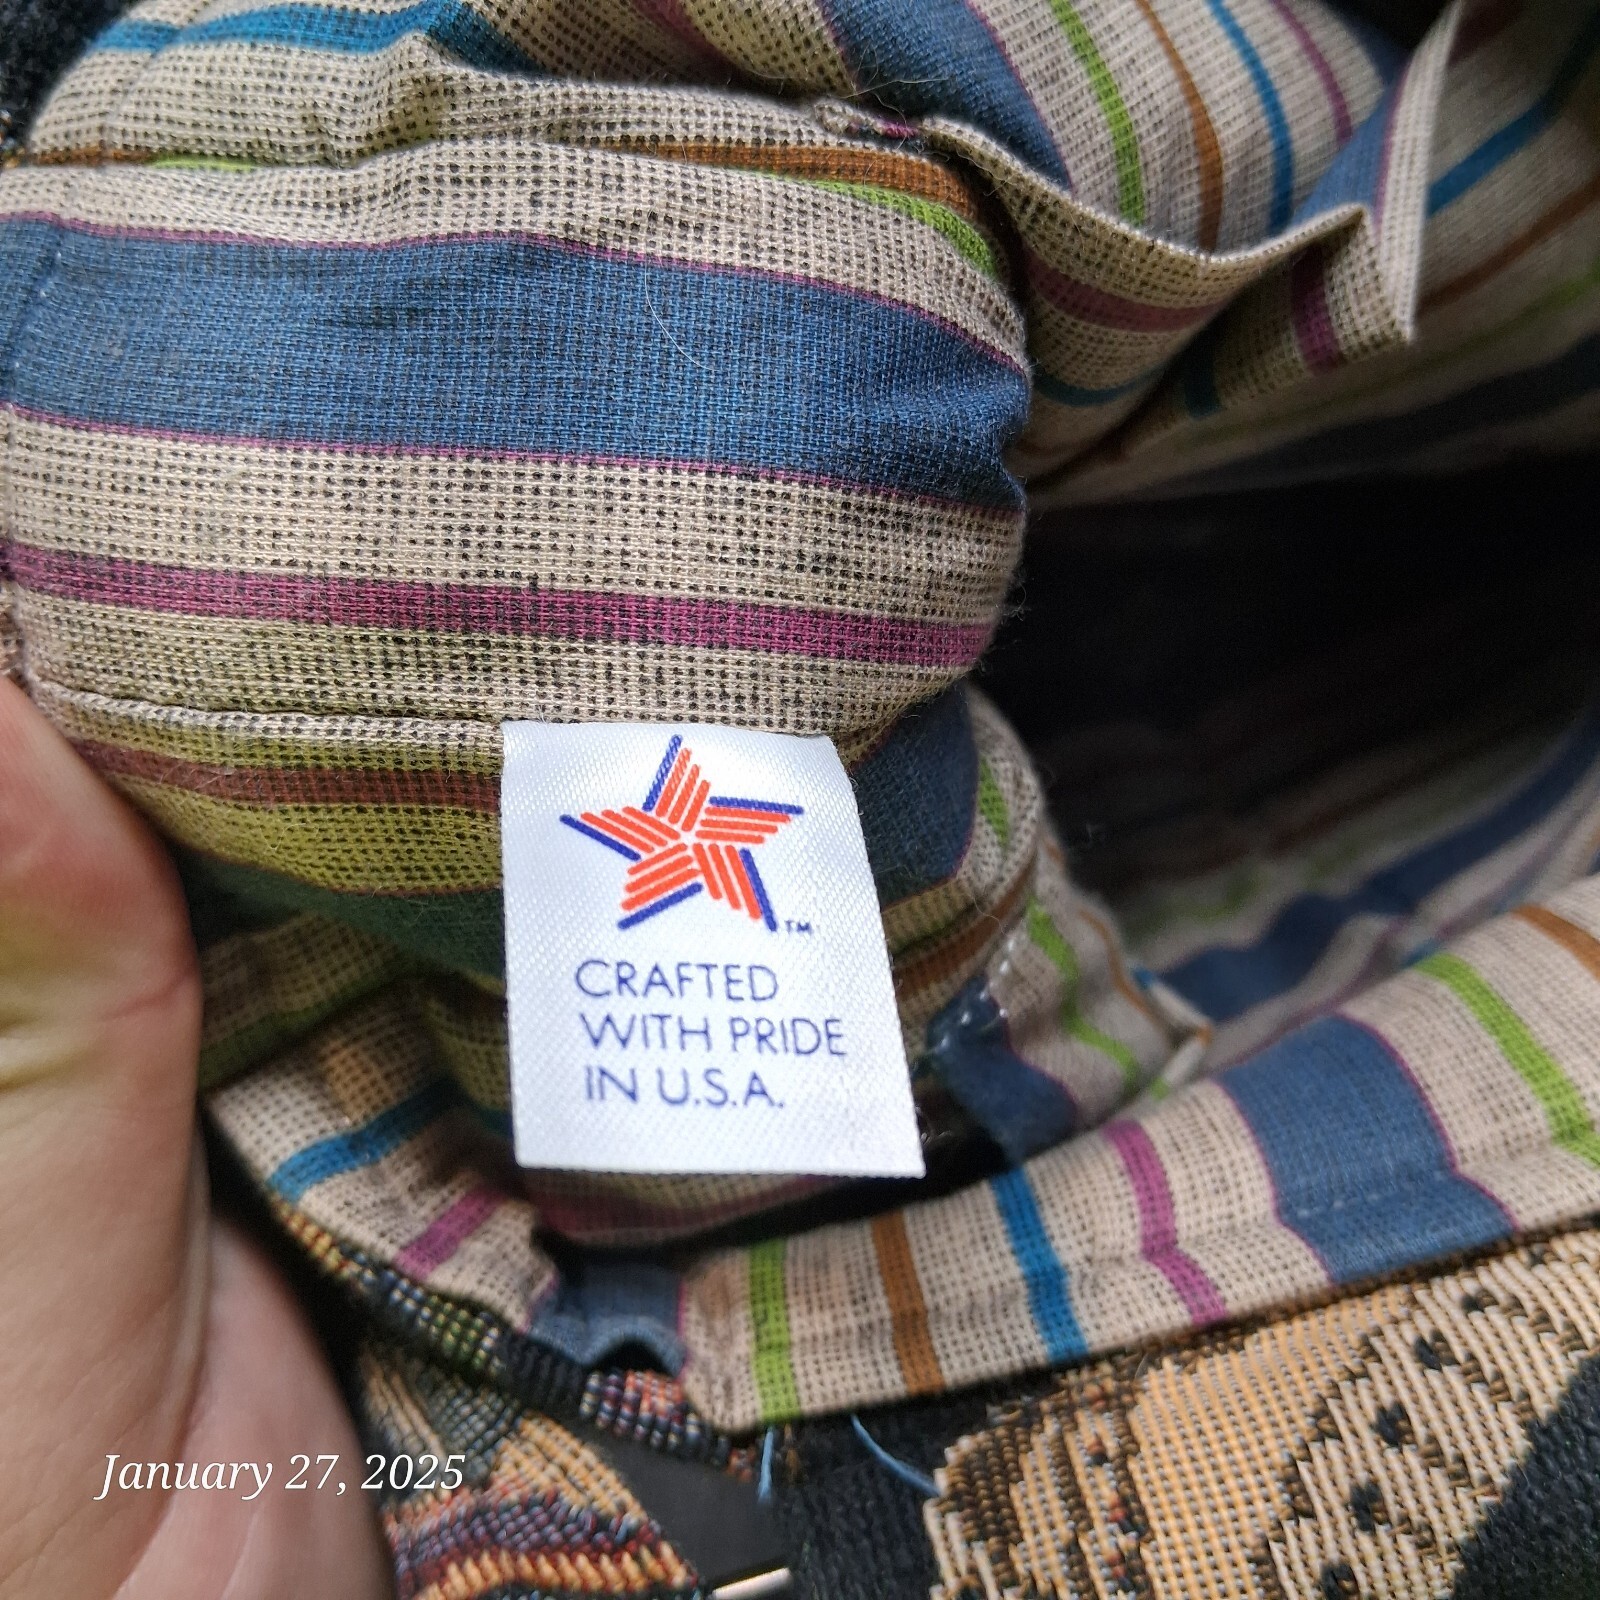 TM
CRAFTED
WITH PRIDE
IN U.S.A.
January 27, 2025